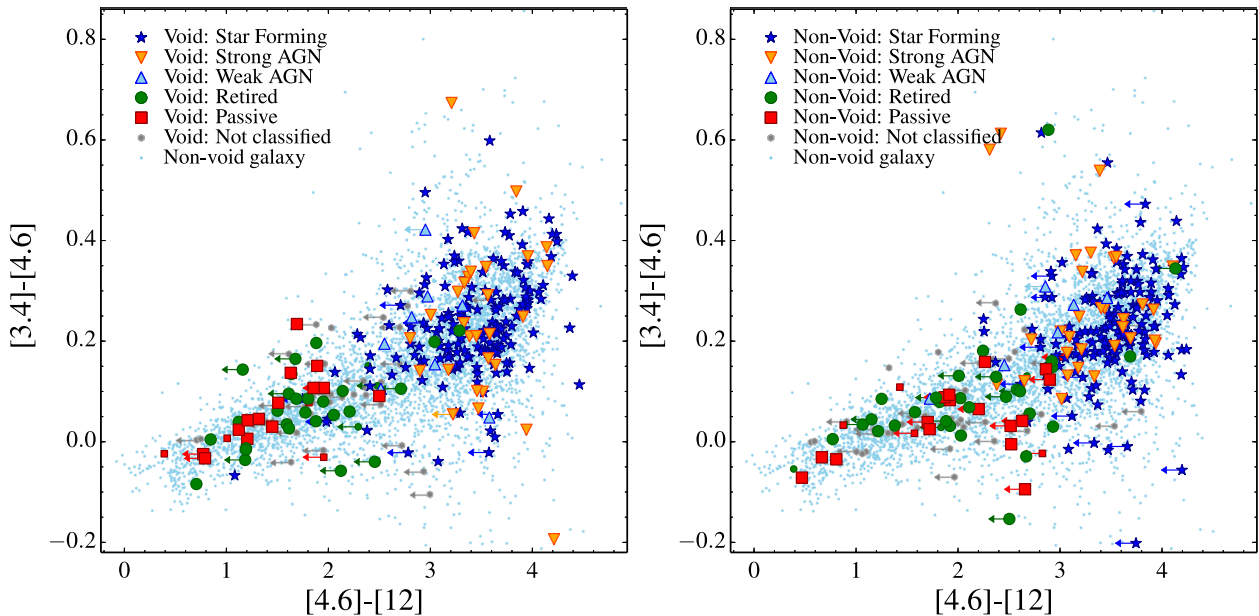 0.8
0.6
0.4
0.2
0.0
−0.2
[3.4]-[4.6]
Void: Star Forming
Void: Strong AGN
Void: Weak AGN
Void: Retired
Void: Passive
Void: Not classified
Non-void galaxy
0 1 2 3 4
[4.6]-[12]
0.8
0.6
0.4
0.2
0.0
−0.2
[3.4]-[4.6]
Non-Void: Star Forming
Non-Void: Strong AGN
Non-Void: Weak AGN
Non-Void: Retired
Non-Void: Passive
Non-void: Not classified
Non-void galaxy
0 1 2 3 4
[4.6]-[12]